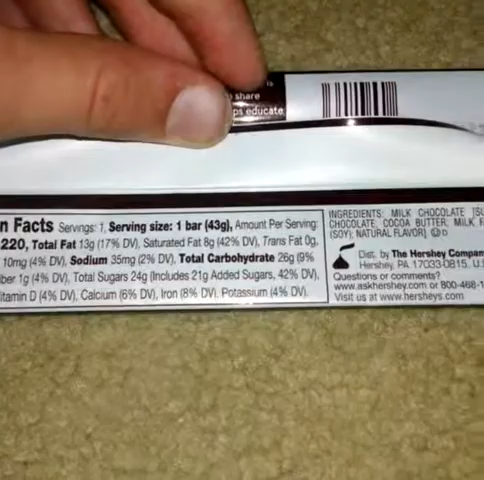 is
share
ps educate
n Facts Servings: 1, Serving size: 1 bar (43g), Amount Per Serving:
220, Total Fat 13g (17% DV), Saturated Fat 8g (42% DV), Trans Fat 0g,
10mg (4% DV), Sodium 35mg (2% DV), Total Carbohydrate 26g (9%
ber 1g (4% DV), Total Sugars 24g (Includes 21g Added Sugars, 42% DV),
itamin D (4% DV), Calcium (6% DV), Iron (8% DV), Potassium (4% DV).
INGREDIENTS: MILK CHOCOLATE [SU
CHOCOLATE, COCOA BUTTER, MILK F
(SOY); NATURAL FLAVOR]. Ⓤ D
Dist. by The Hershey Compan
Hershey, PA 17033-0815, U.S
Questions or comments?
www.askhershey.com or 800-468-1
Visit us at www.hersheys.com